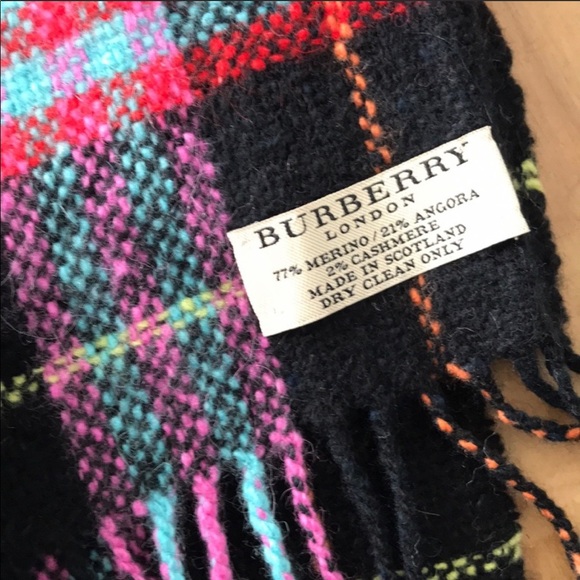 BURBERRY
LONDON
77% MERINO / 21% ANGORA
2% CASHMERE
MADE IN SCOTLAND
DRY CLEAN ONLY